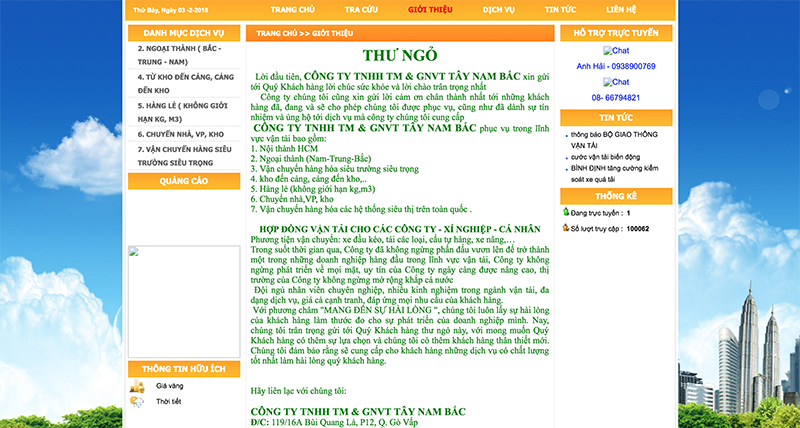 Thứ Bảy, Ngày 03 -2-2018
TRANG CHỦ
TRA CỨU
GIỚI THIỆU
DỊCH VỤ
TIN TỨC
LIÊN HỆ
DANH MỤC DỊCH VỤ
2. NGOẠI THÀNH ( BẮC -
TRUNG - NAM)
4. TỪ KHO ĐẾN CẢNG, CẢNG
ĐẾN KHO
5. HÀNG LẺ ( KHÔNG GIỚI
HẠN KG, M3)
6. CHUYỂN NHÀ, VP, KHO
7. VẬN CHUYỂN HÀNG SIÊU
TRƯỜNG SIÊU TRỌNG
QUẢNG CÁO
THÔNG TIN HỮU ÍCH
Giá vàng
Thời tiết
TRANG CHỦ >> GIỚI THIỆU
THƯ NGỎ
Lời đầu tiên, CÔNG TY TNHH TM & GNVT TÂY NAM BẮC xin gửi
tới Quý Khách hàng lời chúc sức khỏe và lời chào trân trọng nhất
Công ty chúng tôi cũng xin gửi lời cảm ơn chân thành nhất tới những khách
hàng đã, đang và sẽ cho phép chúng tôi được phục vụ, cũng như đã dành sự tín
nhiệm và ủng hộ tới dịch vụ mà công ty chúng tôi cung cấp
CÔNG TY TNHH TM & GNVT TÂY NAM BẮC phục vụ trong lĩnh
vực vận tải bao gồm:
1. Nội thành HCM
2. Ngoại thành (Nam-Trung-Bắc)
3. Vận chuyển hàng hóa siêu trường siêu trọng
4. kho đến cảng, cảng đến kho,..
5. Hàng lẻ (không giới hạn kg,m3)
6. Chuyển nhà,VP, kho
7. Vận chuyển hàng hóa các hệ thống siêu thị trên toàn quốc .
HỢP ĐỒNG VẬN TẢI CHO CÁC CÔNG TY - XÍ NGHIỆP - CÁ NHÂN
Phương tiện vận chuyển: xe đầu kéo, tải các loại, cẩu tự hàng, xe nâng,…
Trong suốt thời gian qua, Công ty đã không ngừng phấn đấu vươn lên để trở thành
một trong những doanh nghiệp hàng đầu trong lĩnh vực vận tải, Công ty không
ngừng phát triển về mọi mặt, uy tín của Công ty ngày càng được nâng cao, thị
trường của Công ty không ngừng mở rộng khắp cả nước
Đội ngũ nhân viên chuyên nghiệp, nhiều kinh nghiệm trong ngành vận tải, đa
dạng dịch vụ, giá cả cạnh tranh, đáp ứng mọi nhu cầu của khách hàng.
Với phương châm "MANG ĐẾN SỰ HÀI LÒNG ", chúng tôi luôn lấy sự hài lòng
của khách hàng làm thước đo cho sự phát triển của doanh nghiệp mình. Nay,
chúng tôi trân trọng gửi tới Quý Khách hàng thư ngỏ này, với mong muốn Quý
Khách hàng có thêm sự lựa chọn và chúng tôi có thêm khách hàng thân thiết mới.
Chúng tôi đảm bảo rằng sẽ cung cấp cho khách hàng những dịch vụ có chất lượng
tốt nhất làm hài lòng quý khách hàng.
Hãy liên lạc với chúng tôi:
CÔNG TY TNHH TM & GNVT TÂY NAM BẮC
Đ/C: 119/16A Bùi Quang Là, P12, Q. Gò Vấp
HỖ TRỢ TRỰC TUYẾN
Chat
Anh Hải - 0938900769
Chat
08- 66794821
TIN TỨC
thông báo BỘ GIAO THÔNG
VẬN TẢI
cước vận tải biến động
BÌNH ĐỊNH tăng cường kiểm
soát xe quá tải
THỐNG KÊ
Đang trực tuyến : 1
Số lượt truy cập : 100062